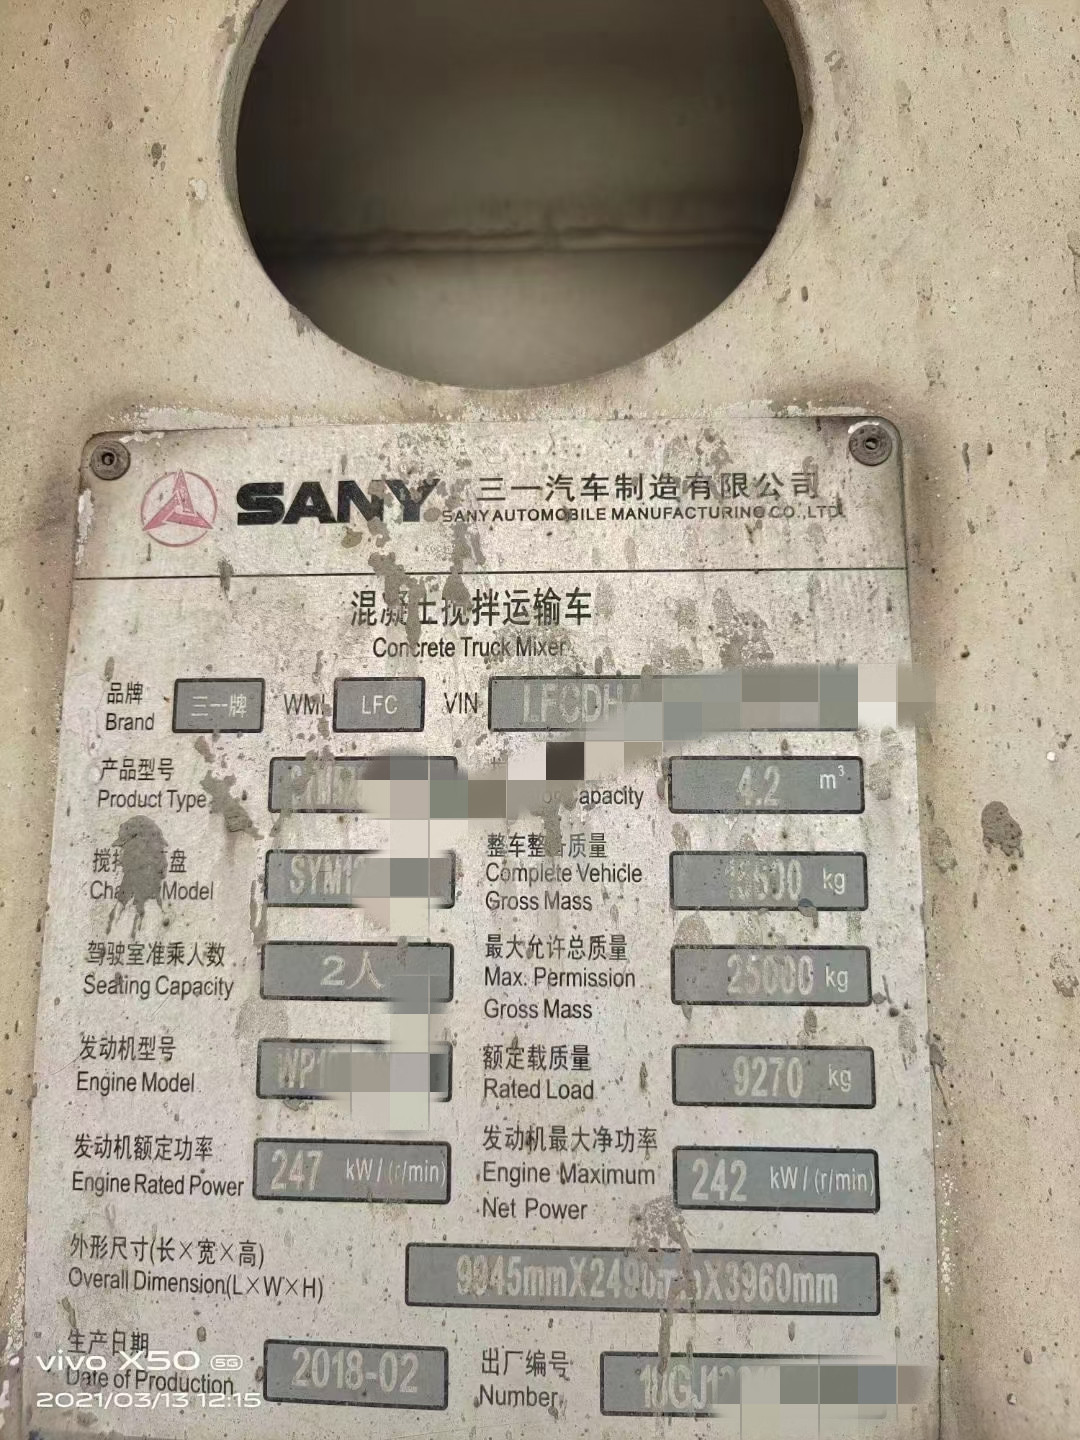 SANY 三一汽车制造有限公司
SANY AUTOMOBILE MANUFACTURING CO.,LTD.
混凝土搅拌运输车
Concrete Truck Mixer
品牌 三一牌 WMI LFC VIN LFCDH
Brand
产品型号
Product Type Capacity 4.2 m³
盘 SYM1
Model
整车整备质量
Complete Vehicle kg
Gross Mass
驾驶室准乘人数 2人
Seating Capacity
最大允许总质量
Max. Permission 25000 kg
Gross Mass
发动机型号 WP1
Engine Model
额定载质量 9270 kg
Rated Load
发动机额定功率 247 kW/(r/min)
Engine Rated Power
发动机最大净功率
Engine Maximum 242 kW/(r/min)
Net Power
外形尺寸(长×宽×高)
Overall Dimension(L×W×H) X3960mm
生产日期 2018-02
Date of Production
出厂编号
Number
vivo X50 5G
2021/03/13 12:15